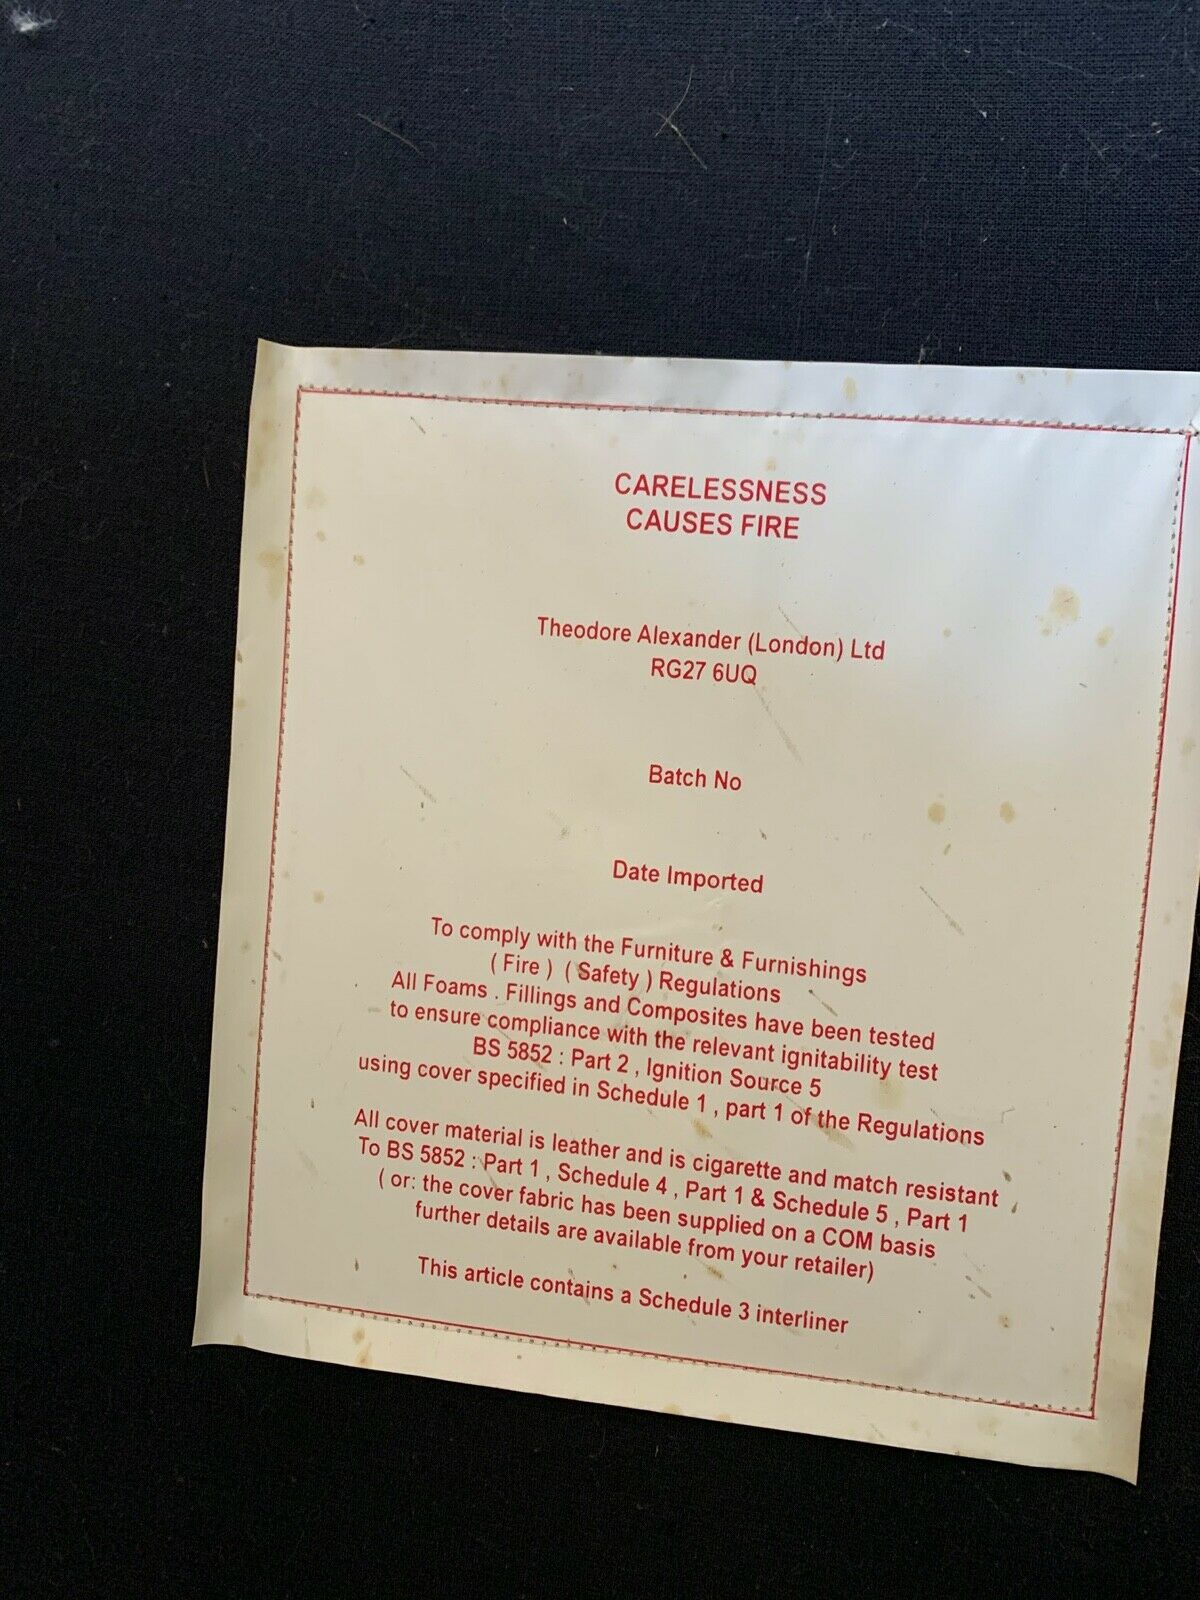 CARELESSNESS
CAUSES FIRE
Theodore Alexander (London) Ltd
RG27 6UQ
Batch No
Date Imported
To comply with the Furniture & Furnishings
( Fire ) ( Safety ) Regulations
All Foams . Fillings and Composites have been tested
to ensure compliance with the relevant ignitability test
BS 5852 : Part 2 , Ignition Source 5
using cover specified in Schedule 1 , part 1 of the Regulations
All cover material is leather and is cigarette and match resistant
To BS 5852 : Part 1 , Schedule 4 , Part 1 & Schedule 5 , Part 1
( or: the cover fabric has been supplied on a COM basis
further details are available from your retailer)
This article contains a Schedule 3 interliner